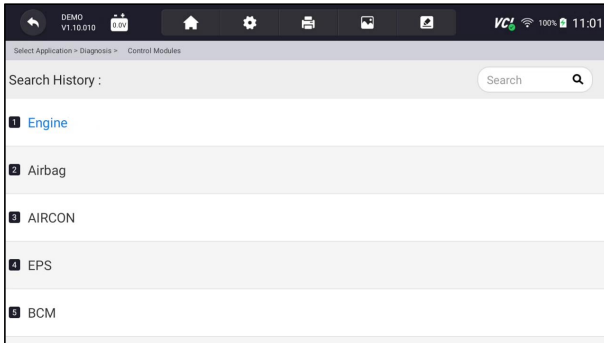 DEMO
V1.10.010
0.0V
VCI 100% 11:01
Select Application > Diagnosis > Control Modules
Search History :
Search
1 Engine
2 Airbag
3 AIRCON
4 EPS
5 BCM